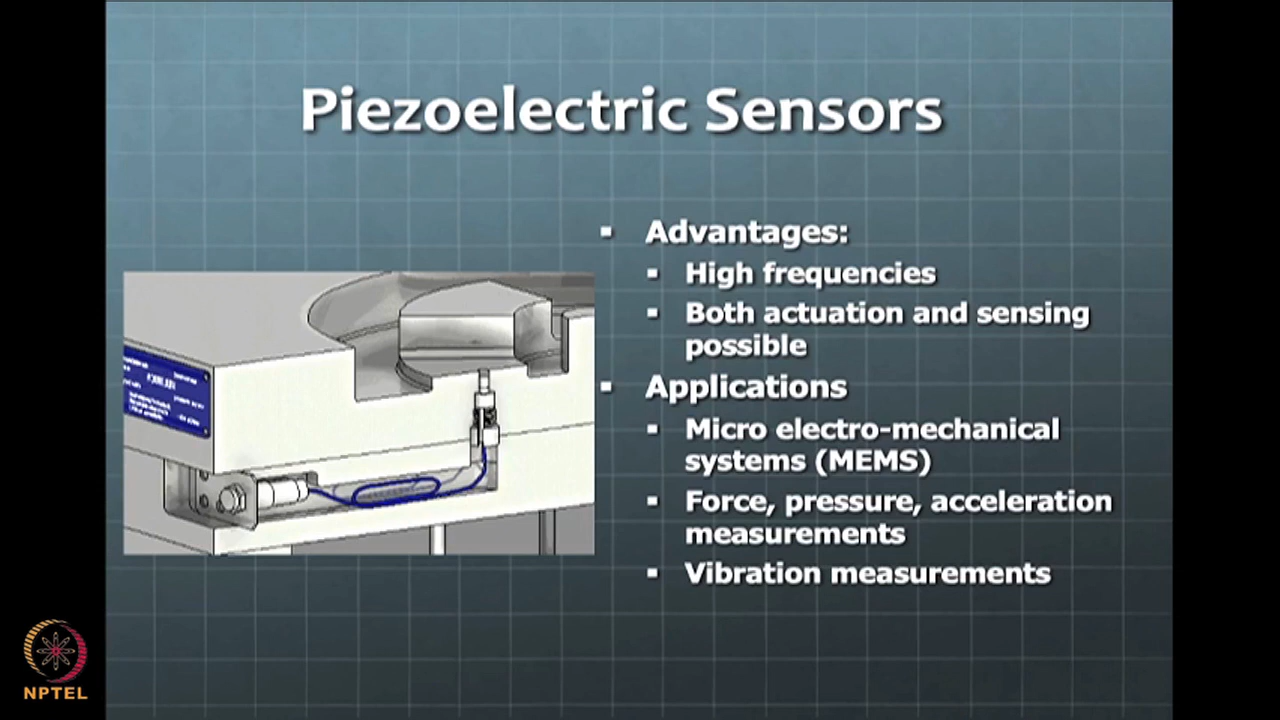 Piezoelectric Sensors
▪ Advantages:
▪ High frequencies
▪ Both actuation and sensing
possible
▪ Applications
▪ Micro electro-mechanical
systems (MEMS)
▪ Force, pressure, acceleration
measurements
▪ Vibration measurements
NPTEL